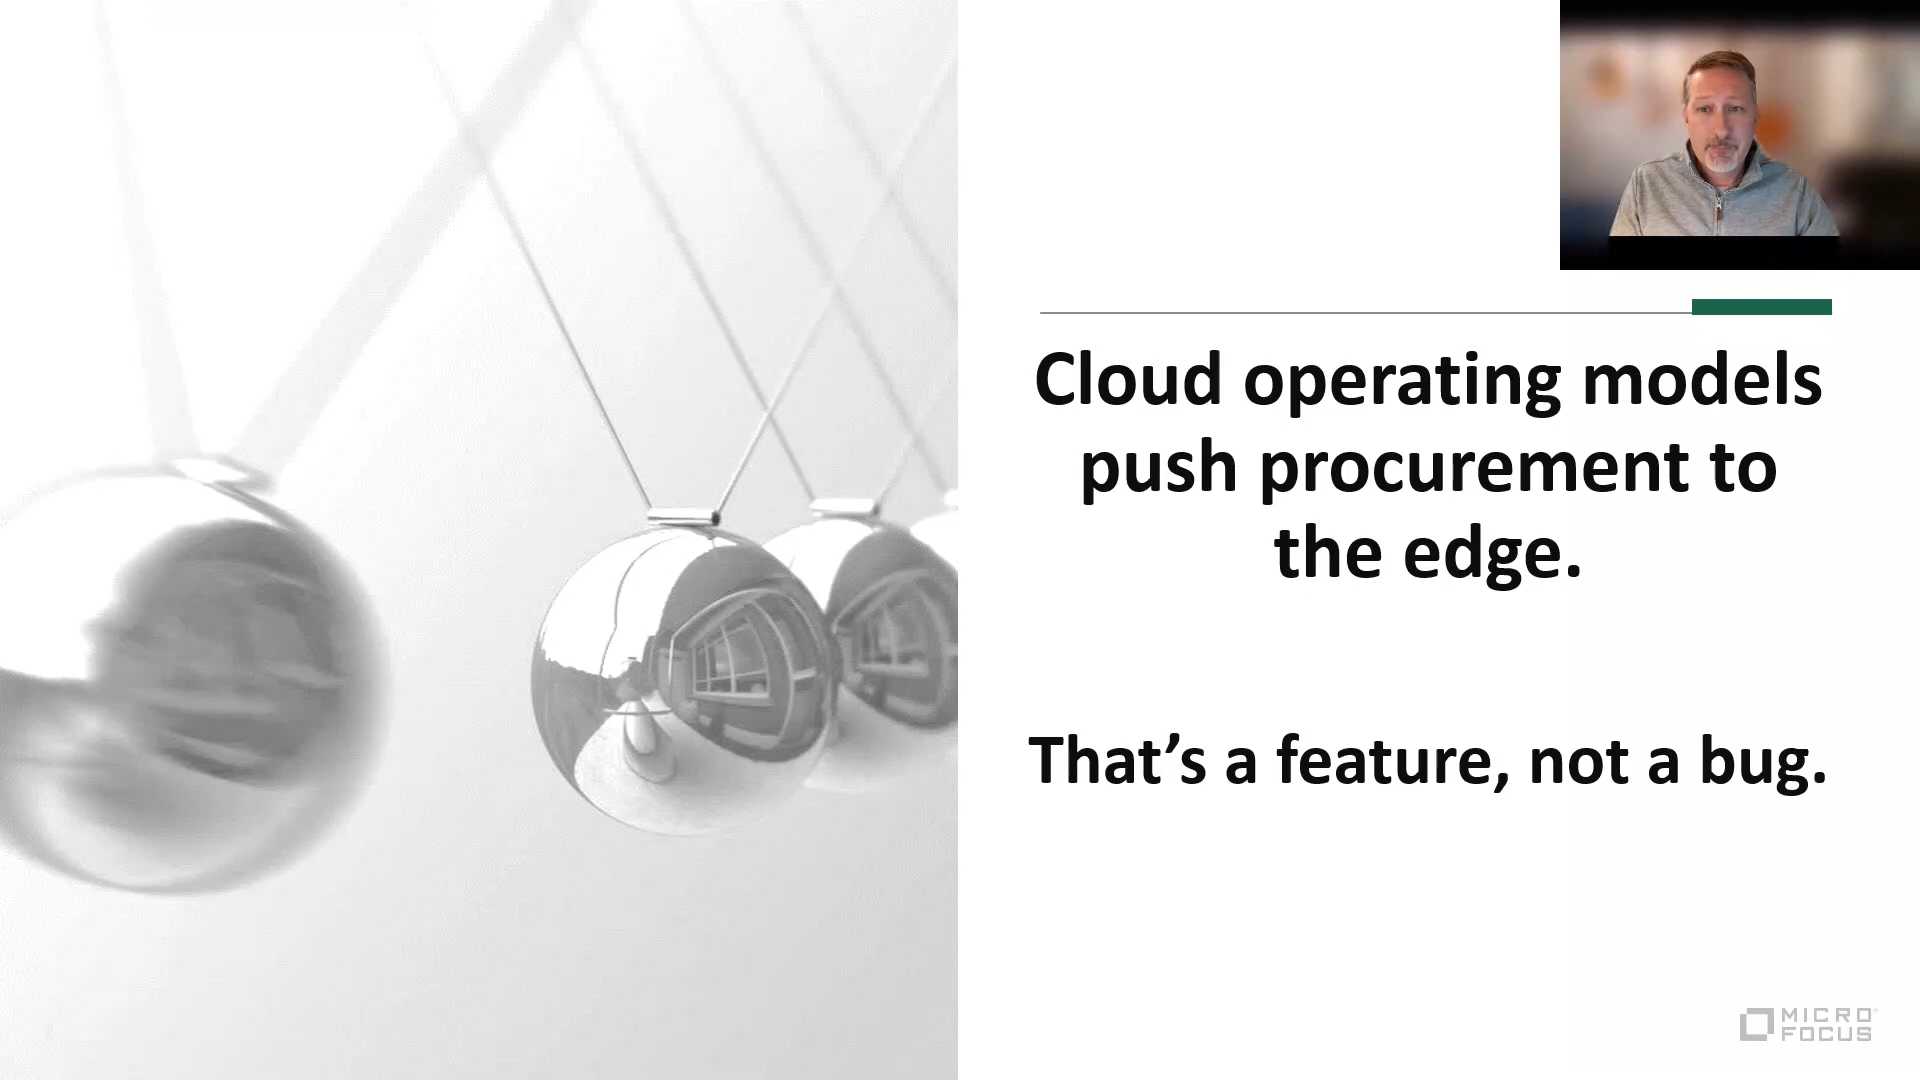 Cloud operating models
push procurement to
the edge.
That’s a feature, not a bug.
MICRO
FOCUS